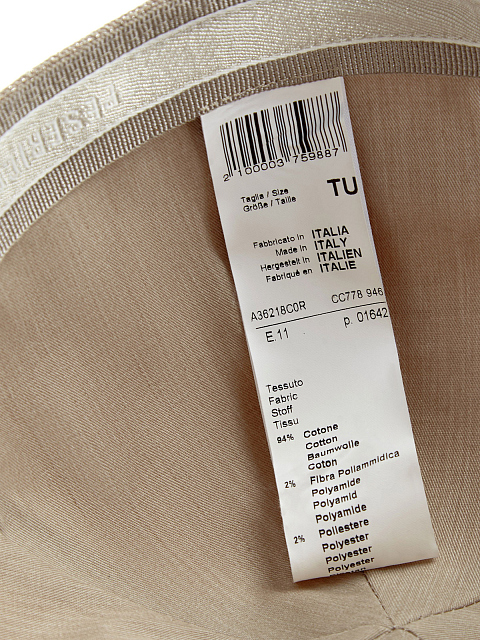 2 100003 759887
Taglia / Size
Größe / Taille
TU
Fabbricato in ITALIA
Made in ITALY
Hergestellt in ITALIEN
Fabriqué en ITALIE
A36218C0R CC778 946
E.11 p. 01642
Tessuto
Fabric
Stoff
Tissu
94% Cotone
Cotton
Baumwolle
Coton
2% Fibra Poliammidica
Polyamide
Polyamid
Polyamide
2% Poliestere
Polyester
Polyester
Polyester